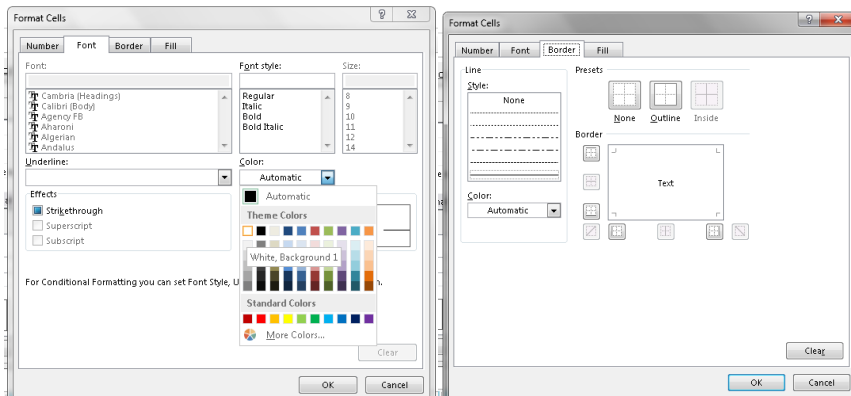 Format Cells
Number Font Border Fill
Font: Font style: Size:
Cambria (Headings)
Calibri (Body)
Agency FB
Aharoni
Algerian
Andalus
Regular
Italic
Bold
Bold Italic
8
9
10
11
12
14
Underline: Color:
Automatic
Effects
Strikethrough
Superscript
Subscript
Automatic
Theme Colors
White, Background 1
For Conditional Formatting you can set Font Style, U
Standard Colors
More Colors...
Clear
OK Cancel
Format Cells
Number Font Border Fill
Line Presets
Style:
None
None Outline Inside
Border
Text
Color:
Automatic
Clear
OK Cancel